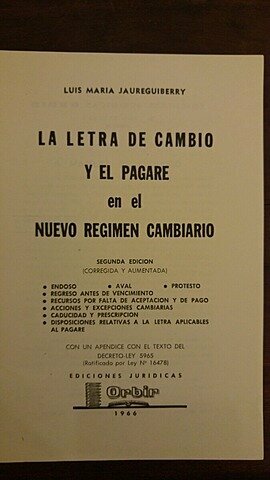 LUIS MARIA JAUREGUIBERRY
LA LETRA DE CAMBIO
Y EL PAGARE
en el
NUEVO REGIMEN CAMBIARIO
SEGUNDA EDICION
(CORREGIDA Y ALIMENTADA)
• ENDOSO • AVAL • PROTESTO
• REGRESO ANTES DE VENCIMIENTO
• RECURSOS POR FALTA DE ACEPTACION Y DE PAGO
• ACCIONES Y EXCEPCIONES CAMBIARIAS
• CADUCIDAD Y PRESCRIPCION
• DISPOSICIONES RELATIVAS A LA LETRA APLICABLES
AL PAGARE
CON UN APENDICE CON EL TEXTO DEL
DECRETO-LEY 5965
(Ratificado por Ley Nº 16478)
EDICIONES JURIDICAS
Orbir
1966